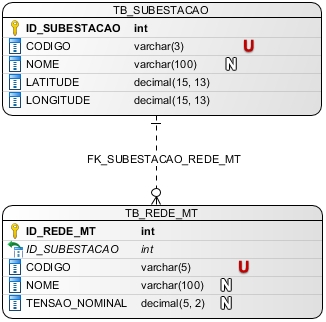 TB_SUBESTACAO
ID_SUBESTACAO int
CODIGO varchar(3) U
NOME varchar(100) N
LATITUDE decimal(15, 13)
LONGITUDE decimal(15, 13)
FK_SUBESTACAO_REDE_MT
TB_REDE_MT
ID_REDE_MT int
ID_SUBESTACAO int
CODIGO varchar(5) U
NOME varchar(100) N
TENSAO_NOMINAL decimal(5, 2) N